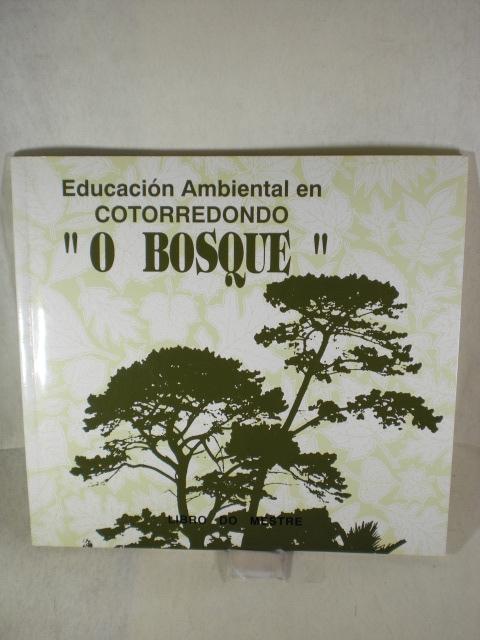 Educación Ambiental en
COTORREDONDO
" O BOSQUE "
LIBRO DO MESTRE